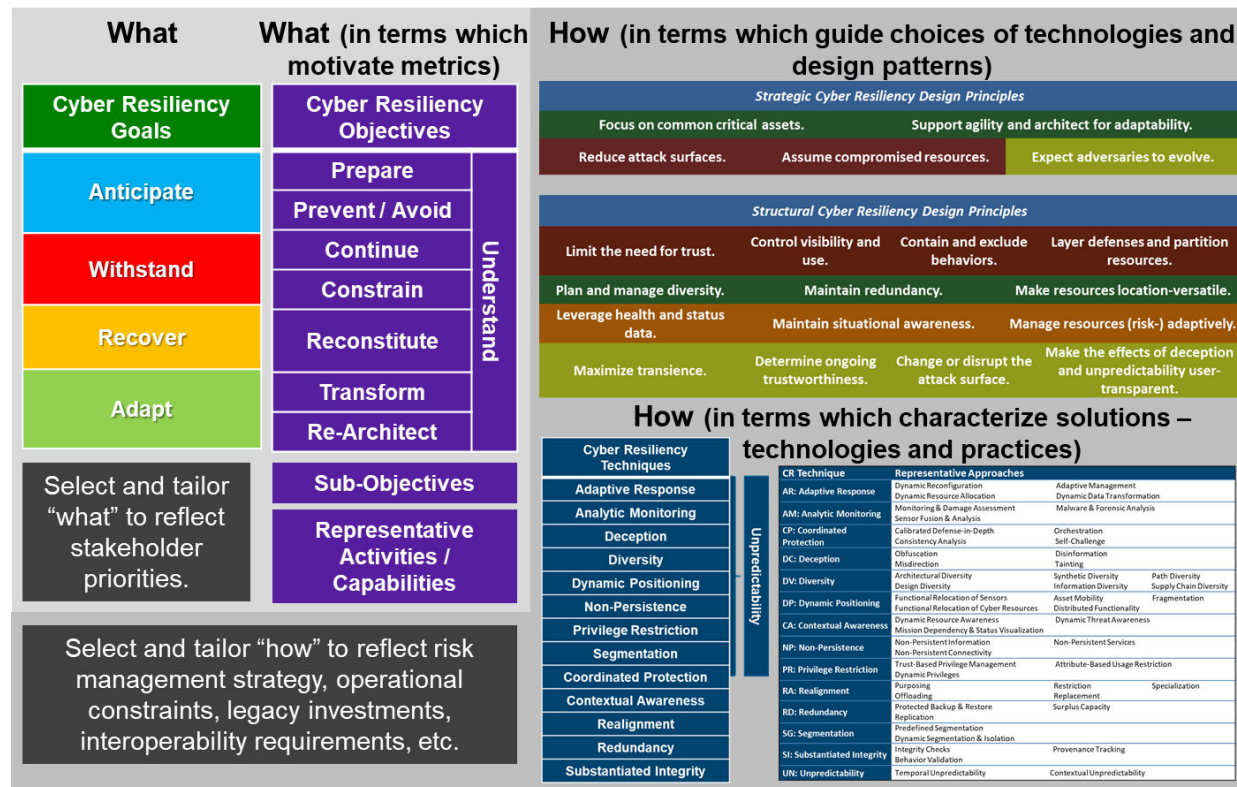 What
Cyber Resiliency
Goals
Anticipate
Withstand
Recover
Adapt
Select and tailor
“what” to reflect
stakeholder
priorities.
What (in terms which
motivate metrics)
Cyber Resiliency
Objectives
Prepare
Prevent / Avoid
Continue
Constrain
Reconstitute
Transform
Re-Architect
Understand
Sub-Objectives
Representative
Activities /
Capabilities
Select and tailor “how” to reflect risk
management strategy, operational
constraints, legacy investments,
interoperability requirements, etc.
How (in terms which guide choices of technologies and
design patterns)
Strategic Cyber Resiliency Design Principles
Focus on common critical assets. Support agility and architect for adaptability.
Reduce attack surfaces. Assume compromised resources. Expect adversaries to evolve.
Structural Cyber Resiliency Design Principles
Limit the need for trust.
Control visibility and
use.
Contain and exclude
behaviors.
Layer defenses and partition
resources.
Plan and manage diversity. Maintain redundancy. Make resources location-versatile.
Leverage health and status
data.
Maintain situational awareness. Manage resources (risk-) adaptively.
Maximize transience.
Determine ongoing
trustworthiness.
Change or disrupt the
attack surface.
Make the effects of deception
and unpredictability user-
transparent.
How (in terms which characterize solutions –
technologies and practices)
Cyber Resiliency
Techniques
Adaptive Response
Analytic Monitoring
Deception
Diversity
Dynamic Positioning
Non-Persistence
Privilege Restriction
Segmentation
Coordinated Protection
Contextual Awareness
Realignment
Redundancy
Substantiated Integrity
Unpredictability
CR Technique Representative Approaches
AR: Adaptive Response
Dynamic Reconfiguration Adaptive Management
Dynamic Resource Allocation Dynamic Data Transformation
AM: Analytic Monitoring
Monitoring & Damage Assessment Malware & Forensic Analysis
Sensor Fusion & Analysis
CP: Coordinated
Protection
Calibrated Defense-in-Depth Orchestration
Consistency Analysis Self-Challenge
DC: Deception
Obfuscation Disinformation
Misdirection Tainting
DV: Diversity
Architectural Diversity Synthetic Diversity Path Diversity
Design Diversity Information Diversity Supply Chain Diversity
DP: Dynamic Positioning
Functional Relocation of Sensors Asset Mobility Fragmentation
Functional Relocation of Cyber Resources Distributed Functionality
CA: Contextual Awareness
Dynamic Resource Awareness Dynamic Threat Awareness
Mission Dependency & Status Visualization
NP: Non-Persistence
Non-Persistent Information Non-Persistent Services
Non-Persistent Connectivity
PR: Privilege Restriction
Trust-Based Privilege Management Attribute-Based Usage Restriction
Dynamic Privileges
RA: Realignment
Purposing Restriction Specialization
Offloading Replacement
RD: Redundancy
Protected Backup & Restore Surplus Capacity
Replication
SG: Segmentation
Predefined Segmentation
Dynamic Segmentation & Isolation
SI: Substantiated Integrity
Integrity Checks Provenance Tracking
Behavior Validation
UN: Unpredictability
Temporal Unpredictability Contextual Unpredictability